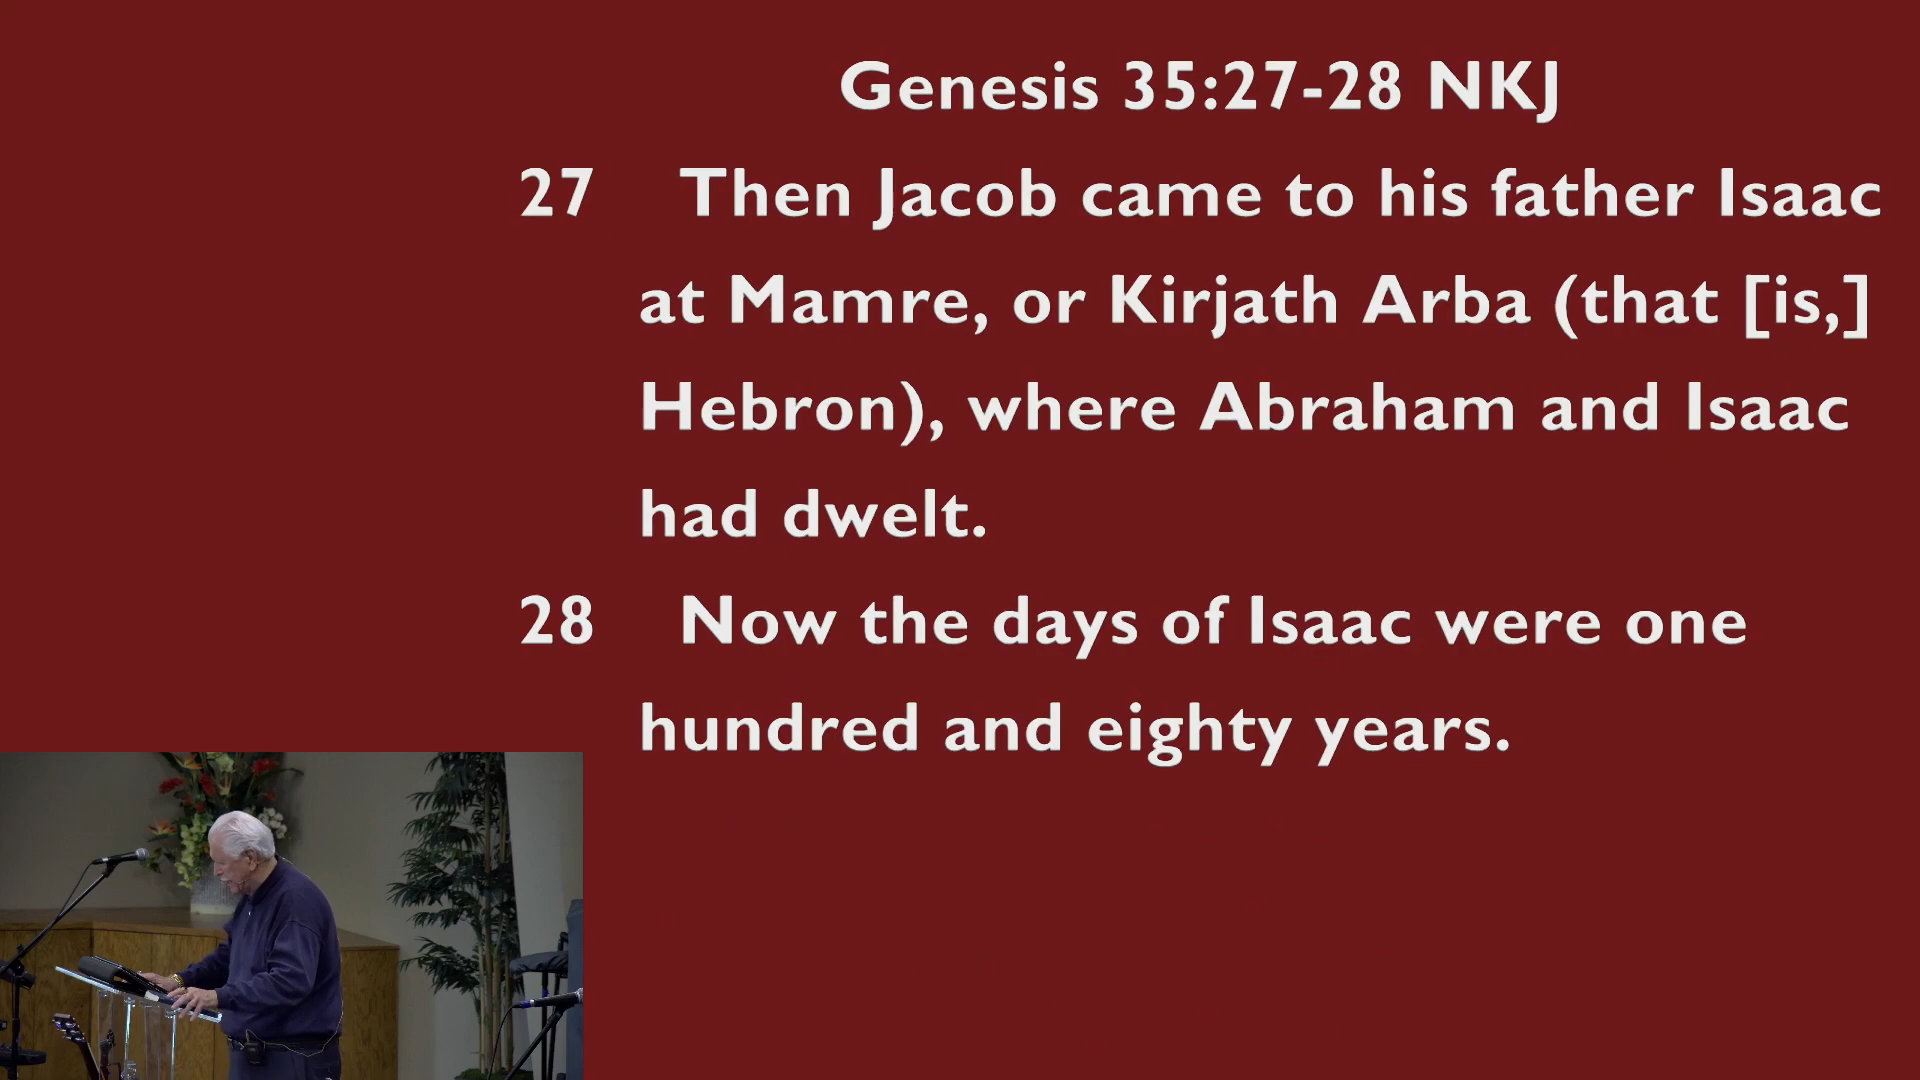 Genesis 35:27-28 NKJ
27 Then Jacob came to his father Isaac
at Mamre, or Kirjath Arba (that [is,]
Hebron), where Abraham and Isaac
had dwelt.
28 Now the days of Isaac were one
hundred and eighty years.